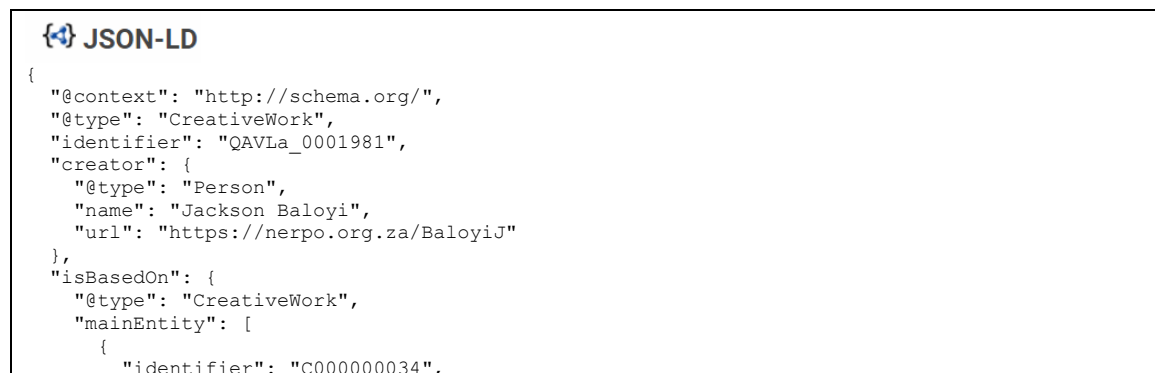 JSON-LD
{
  "@context": "http://schema.org/",
  "@type": "CreativeWork",
  "identifier": "QAVLa_0001981",
  "creator": {
    "@type": "Person",
    "name": "Jackson Baloyi",
    "url": "https://nerpo.org.za/BaloyiJ"
  },
  "isBasedOn": {
    "@type": "CreativeWork",
    "mainEntity": [
      {
        "identifier": "C000000034",